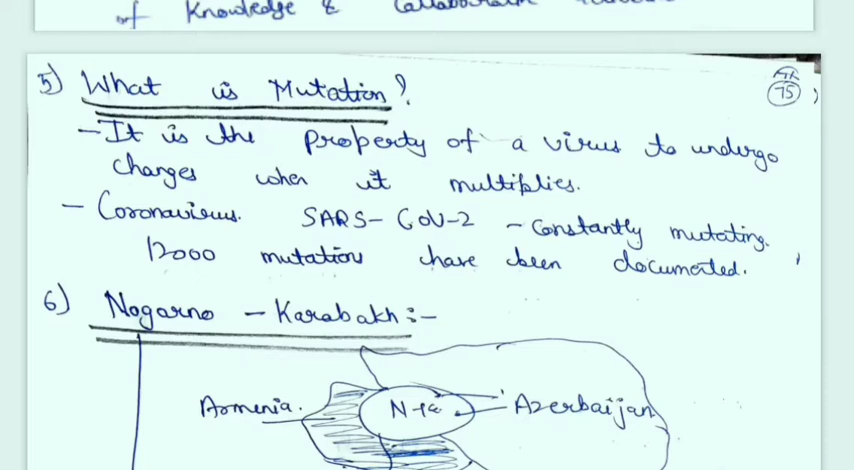 of Knowledge &
5) What is Mutation?
75
- It is the property of a virus to undergo
changes when it multiplies.
- Coronavirus. SARS-CoV-2 - Constantly mutating.
12000 mutation have been documented.
6) Nogarno - Karabakh :-
Armenia. N-K Azerbaijan